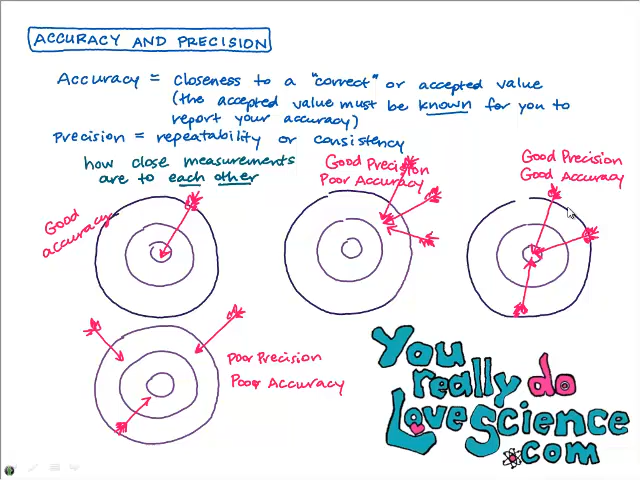 ACCURACY AND PRECISION
Accuracy = closeness to a "correct" or accepted value
(the accepted value must be known for you to
report your accuracy)
Precision = repeatability or consistency
how close measurements
are to each other
Good Precision
Poor Accuracy
Good Precision
Good Accuracy
Good
accuracy
Poor Precision
Poor Accuracy
You
really do
Love Science
.com